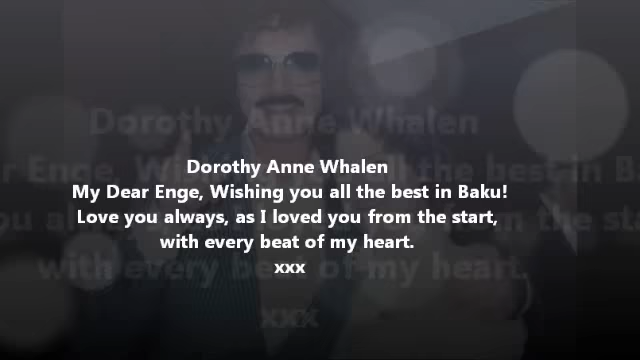 Dorothy Anne Whalen
My Dear Enge, Wishing you all the best in Baku!
Love you always, as I loved you from the start,
with every beat of my heart.
xxx